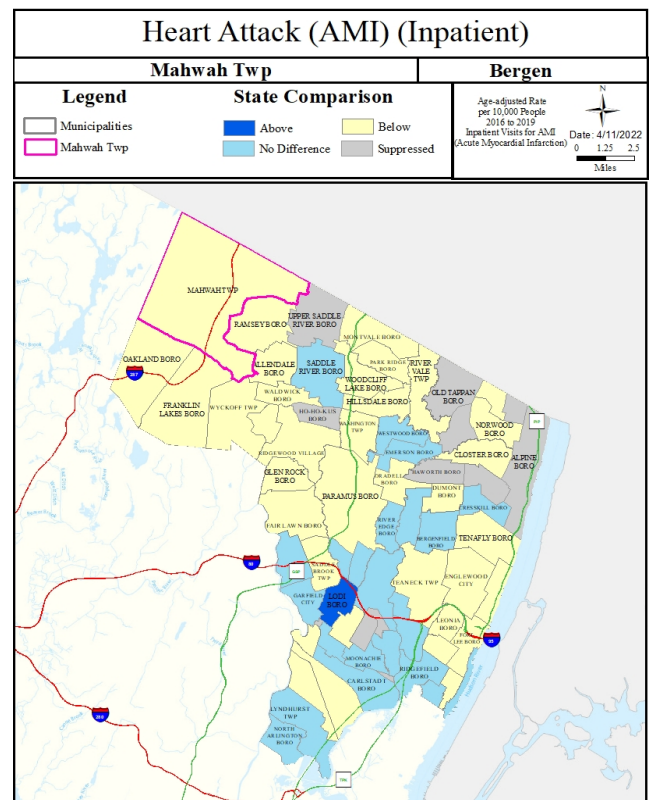 Heart Attack (AMI) (Inpatient)
Mahwah Twp
Bergen
Legend
Municipalities
Mahwah Twp
State Comparison
Above
Below
No Difference
Suppressed
Age-adjusted Rate
per 10,000 People
2016 to 2019
Inpatient Visits for AMI
(Acute Myocardial Infarction)
N
Date: 4/11/2022
0 1.25 2.5
Miles
MAHWAH TWP
UPPER SADDLE
RIVER BORO
RAMSEY BORO
MONTVALE BORO
OAKLAND BORO
ALLENDALE
BORO
SADDLE
RIVER BORO
PARK RIDGE
BORO
RIVER
VALE
TWP
WOODCLIFF
LAKE BORO
OLD TAPPAN
BORO
287
FRANKLIN
LAKES BORO
WYCKOFF TWP
WALDWICK
BORO
HILLSDALE BORO
HO-HO-KUS
BORO
WASHINGTON
TWP
WESTWOOD BORO
NORWOOD
BORO
EMERSON BORO
CLOSTER BORO
ALPINE
BORO
RIDGEWOOD VILLAGE
GLEN ROCK
BORO
ORADELL
BORO
HAWORTH BORO
PARAMUS BORO
DUMONT
BORO
CRESSKILL BORO
FAIR LAWN BORO
RIVER
EDGE
BORO
BERGENFIELD
BORO
TENAFLY BORO
80
SADDLE
BROOK
TWP
TEANECK TWP
ENGLEWOOD
CITY
GARFIELD
CITY
LODI
BORO
LEONIA
BORO
FORT
LEE BORO
95
MOONACHIE
BORO
RIDGEFIELD
BORO
CARLSTADT
BORO
LYNDHURST
TWP
NORTH
ARLINGTON
BORO
280